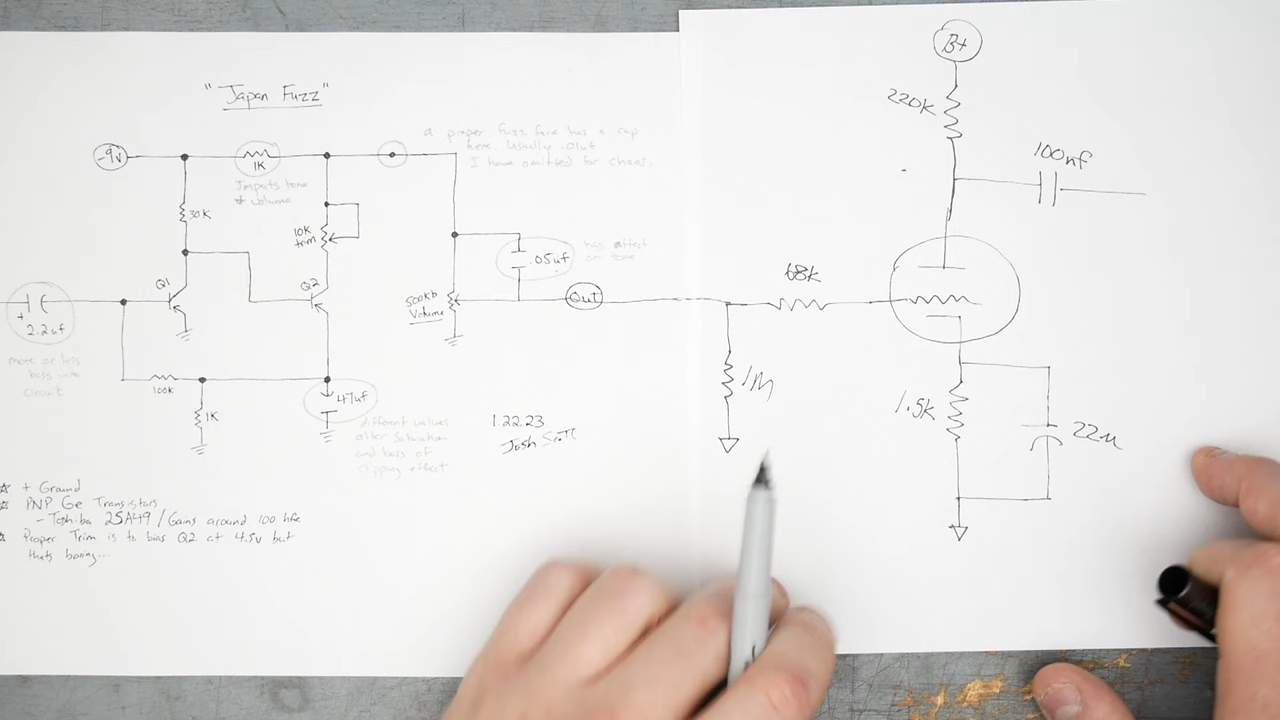 "Japan Fuzz"
-9v
1K
Impacts tone
& volume
a proper fuzz face has a cap
here. Usually .01uf
I have omitted for chaos.
30K
10K
trim
Q1
Q2
2.2uf
+
more or less
bass into
circuit
100K
1K
47uf
different values
alter saturation
and bass of
clipping effect
500Kb
Volume
.05uf
has affect
on tone
Out
1.22.23
Josh Scott
☆ + Ground
☆ PNP Ge Transistors
- Toshiba 2SA49 / Gains around 100 hfe
☆ Proper Trim is to bias Q2 at 4.5v but
thats boring...
B+
220K
100nf
68k
1M
1.5k
22u